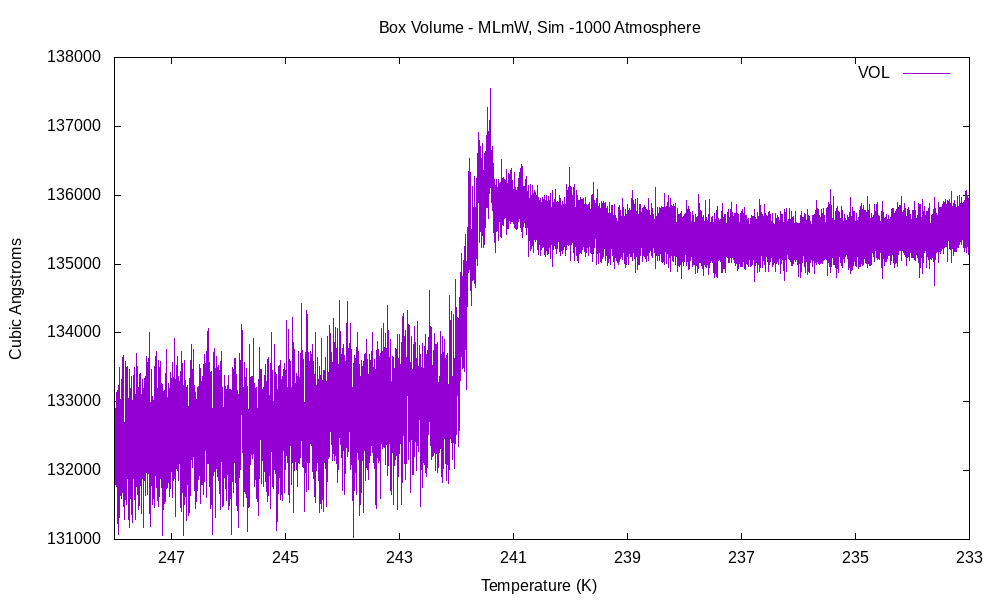 Box Volume - MLmW, Sim -1000 Atmosphere
138000
VOL
137000
136000
135000
134000
133000
132000
131000
Cubic Angstroms
247 245 243 241 239 237 235 233
Temperature (K)